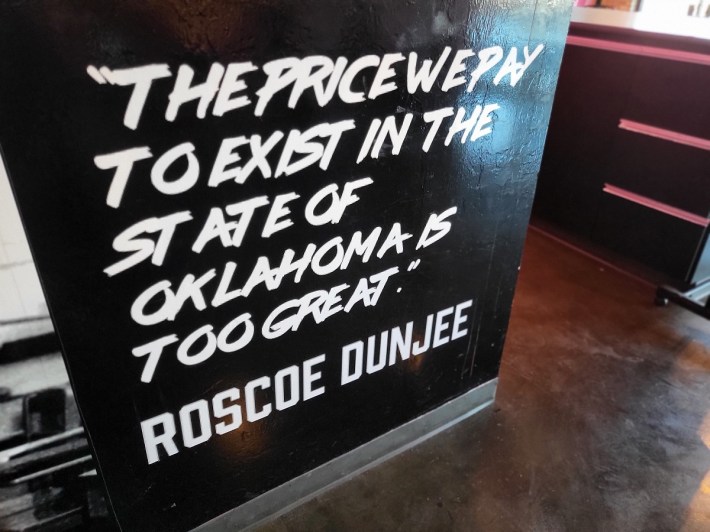 "THE PRICE WE PAY
TO EXIST IN THE
STATE OF
OKLAHOMA IS
TOO GREAT."
ROSCOE DUNJEE